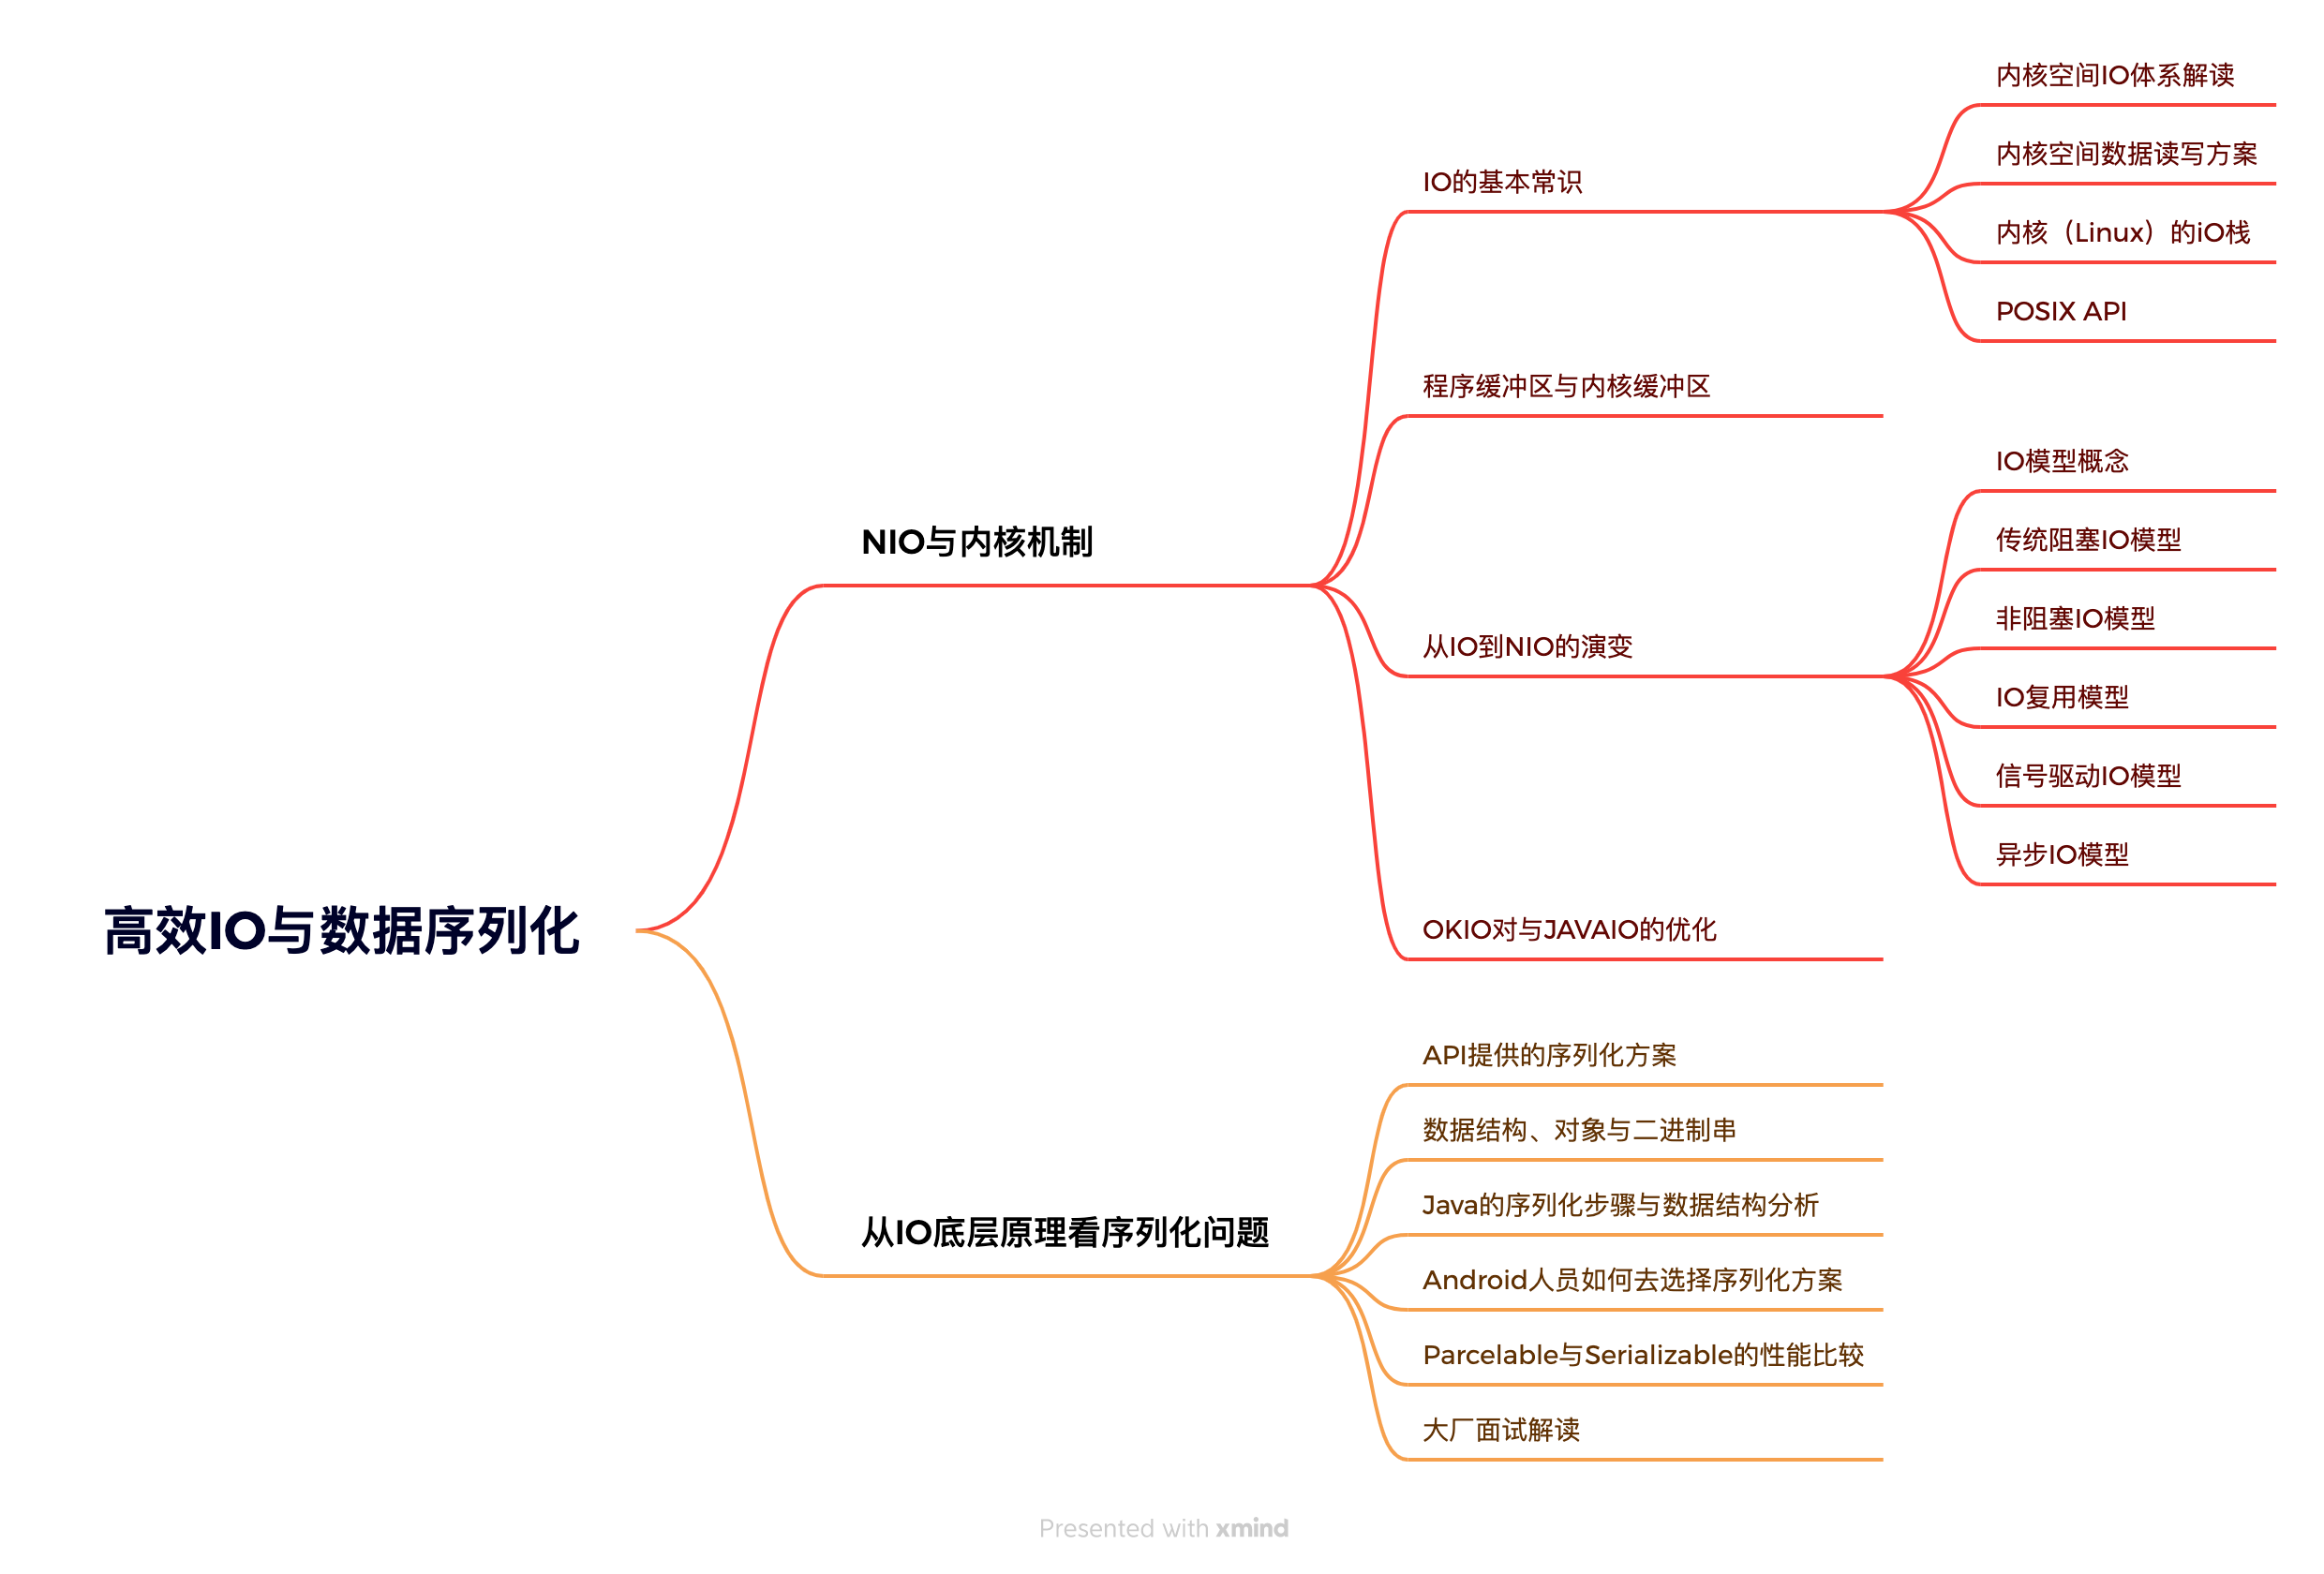 高效IO与数据序列化
NIO与内核机制
IO的基本常识
内核空间IO体系解读
内核空间数据读写方案
内核（Linux）的iO栈
POSIX API
程序缓冲区与内核缓冲区
从IO到NIO的演变
IO模型概念
传统阻塞IO模型
非阻塞IO模型
IO复用模型
信号驱动IO模型
异步IO模型
OKIO对与JAVAIO的优化
从IO底层原理看序列化问题
API提供的序列化方案
数据结构、对象与二进制串
Java的序列化步骤与数据结构分析
Android人员如何去选择序列化方案
Parcelable与Serializable的性能比较
大厂面试解读
Presented with xmind